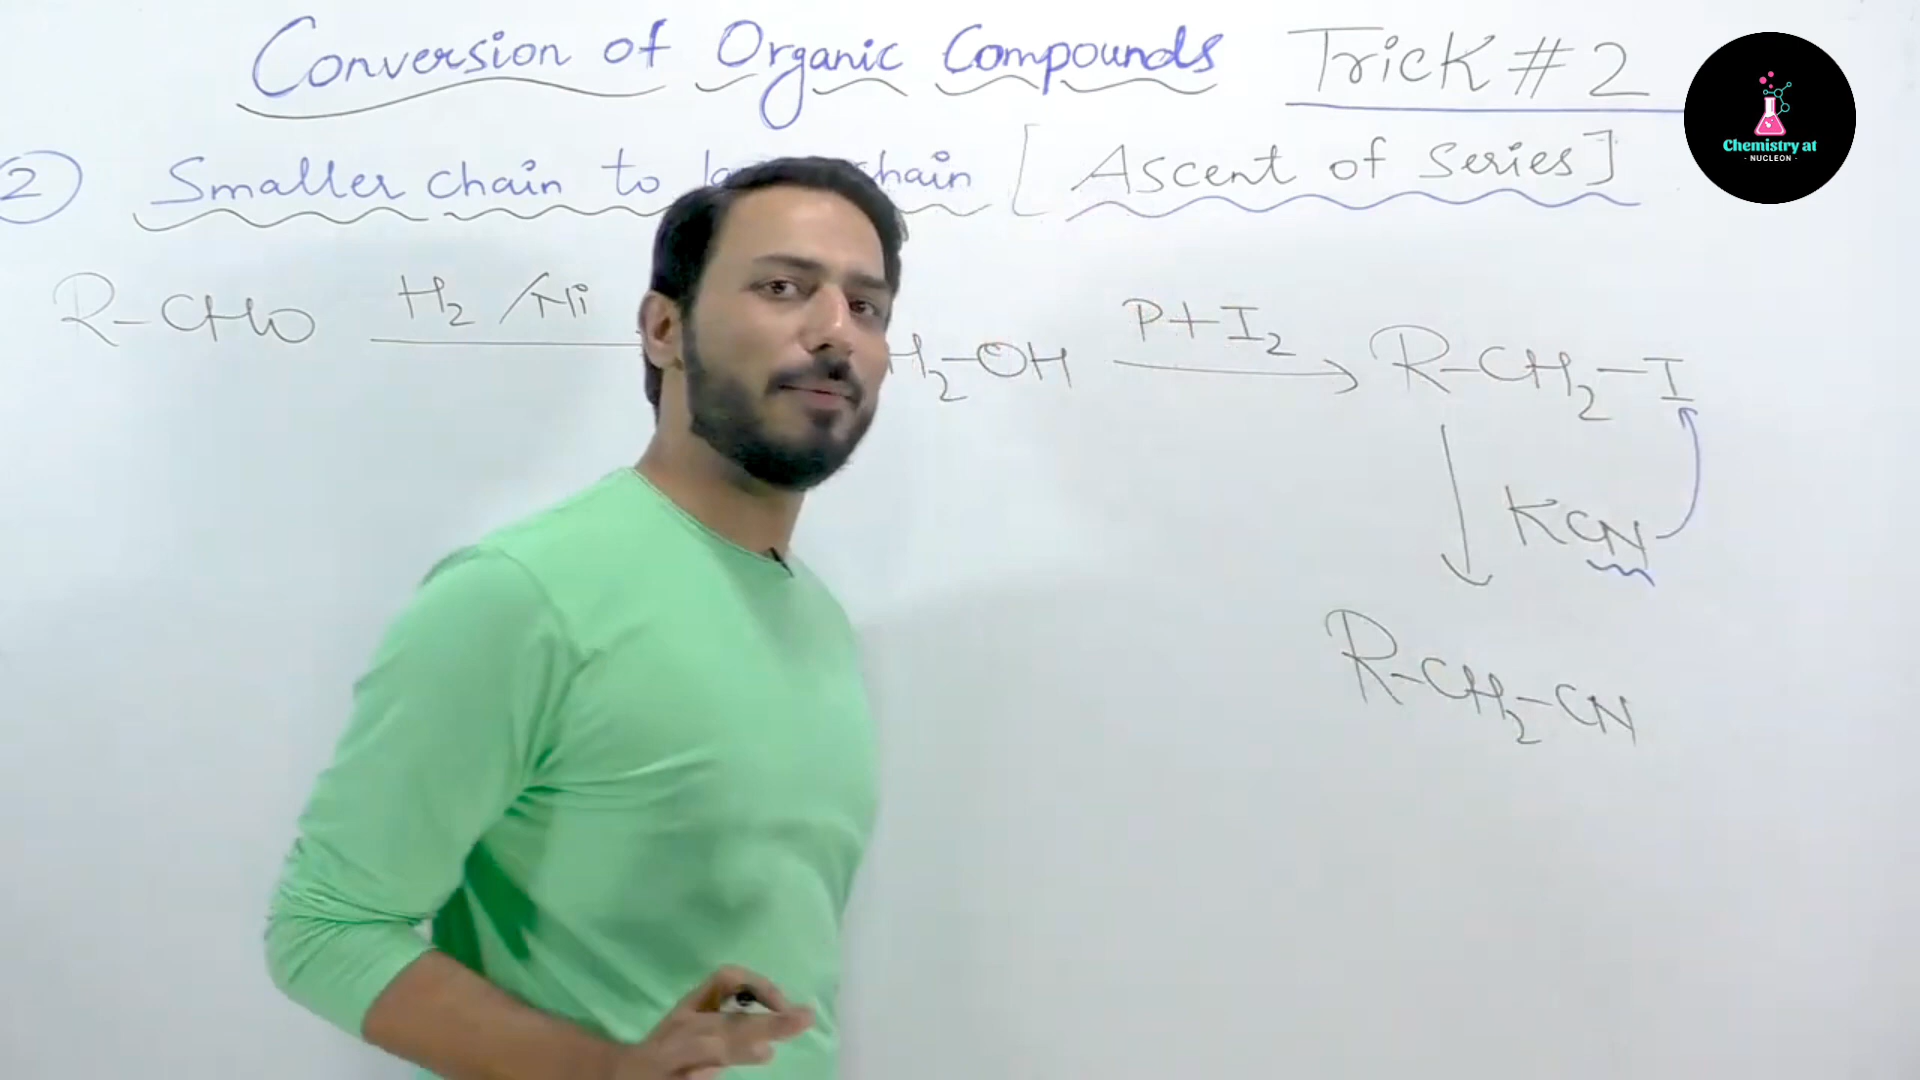 Conversion of Organic Compounds Trick #2
2 Smaller chain to chain [Ascent of Series]
R-CHO H2/Ni H2-OH P+I2 R-CH2-I
KCN
R-CH2-CN
Chemistry at
- NUCLEON -